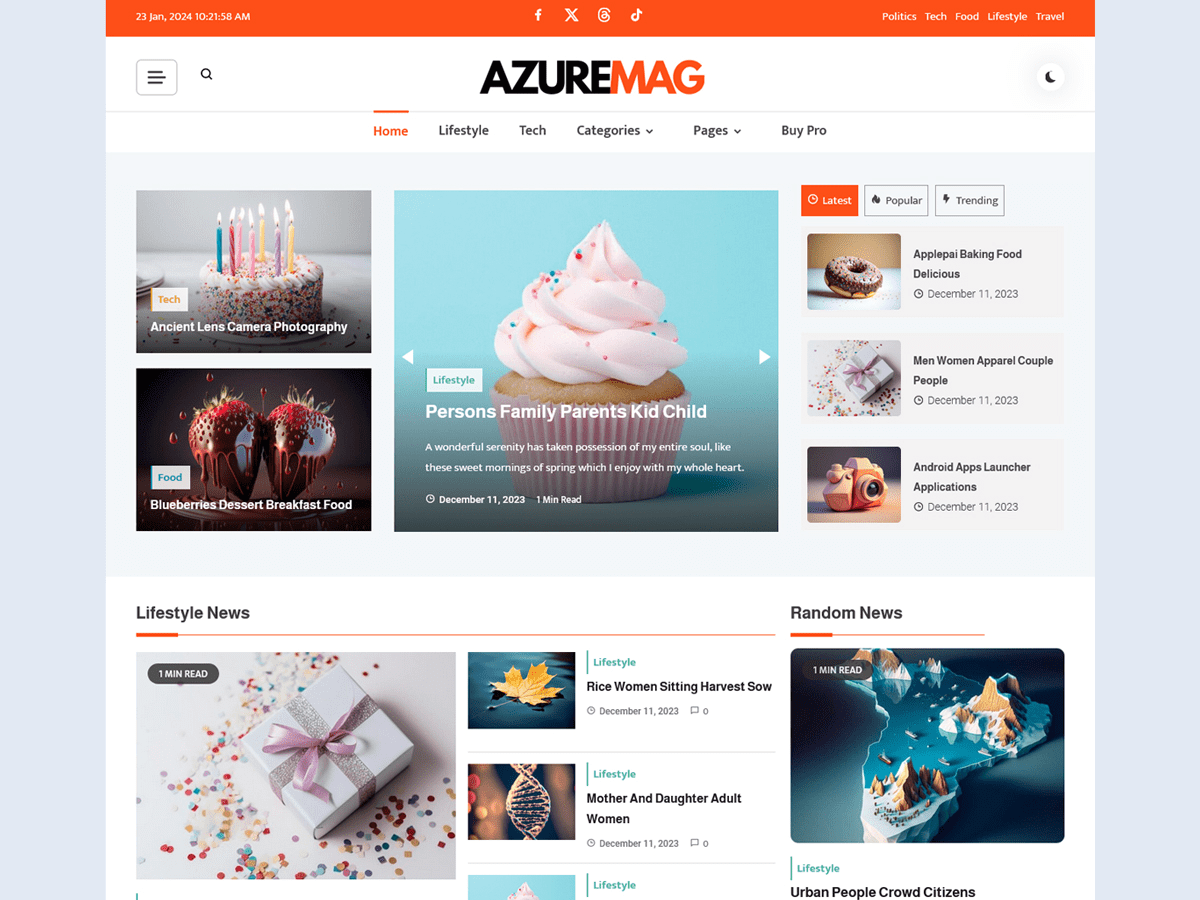 23 Jan, 2024 10:21:58 AM
Politics Tech Food Lifestyle Travel
AZUREMAG
Home Lifestyle Tech Categories Pages Buy Pro
Tech
Ancient Lens Camera Photography
Food
Blueberries Dessert Breakfast Food
Lifestyle
Persons Family Parents Kid Child
A wonderful serenity has taken possession of my entire soul, like
these sweet mornings of spring which I enjoy with my whole heart.
December 11, 2023 1 Min Read
Latest Popular Trending
Applepai Baking Food
Delicious
December 11, 2023
Men Women Apparel Couple
People
December 11, 2023
Android Apps Launcher
Applications
December 11, 2023
Lifestyle News
1 MIN READ
Lifestyle
Rice Women Sitting Harvest Sow
December 11, 2023 0
Lifestyle
Mother And Daughter Adult
Women
December 11, 2023 0
Lifestyle
Random News
1 MIN READ
Lifestyle
Urban People Crowd Citizens